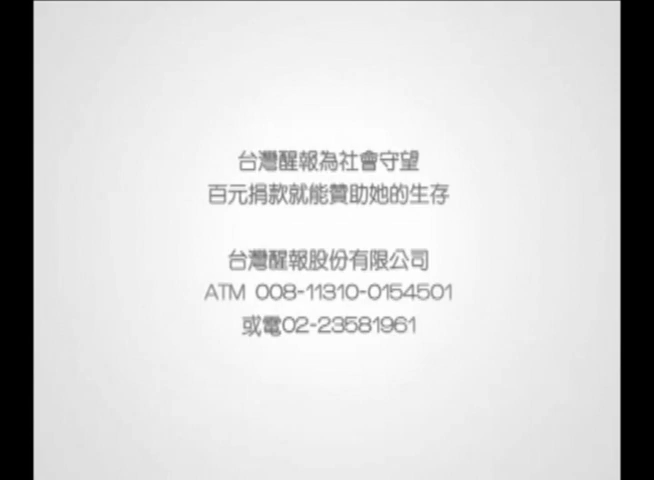 台灣醒報為社會守望
百元捐款就能贊助她的生存
台灣醒報股份有限公司
ATM 008-11310-0154501
或電02-23581961